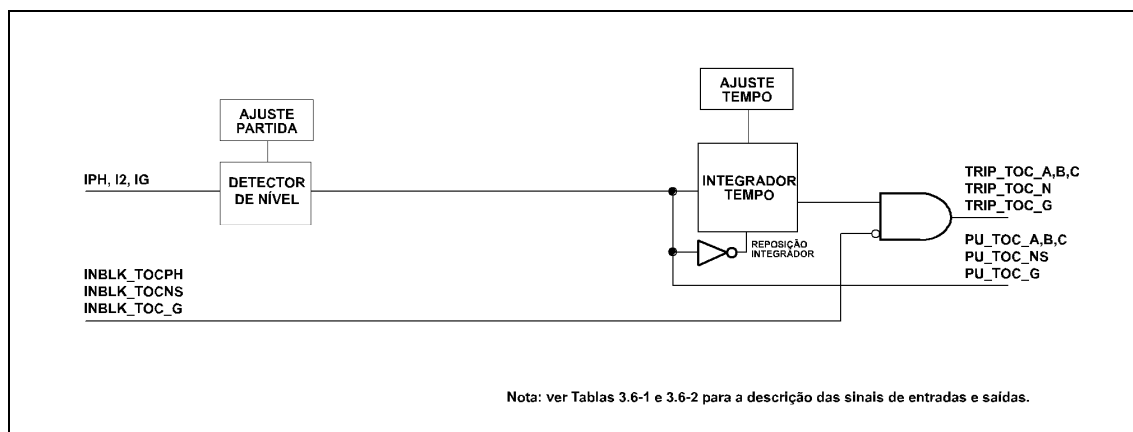 AJUSTE
TEMPO
AJUSTE
PARTIDA
IPH, I2, IG
DETECTOR
DE NÍVEL
INTEGRADOR
TEMPO
TRIP_TOC_A,B,C
TRIP_TOC_N
TRIP_TOC_G
REPOSIÇÃO
INTEGRADOR
PU_TOC_A,B,C
PU_TOC_NS
PU_TOC_G
INBLK_TOCPH
INBLK_TOCNS
INBLK_TOC_G
Nota: ver Tablas 3.6-1 e 3.6-2 para a descrição das sinais de entradas e saídas.